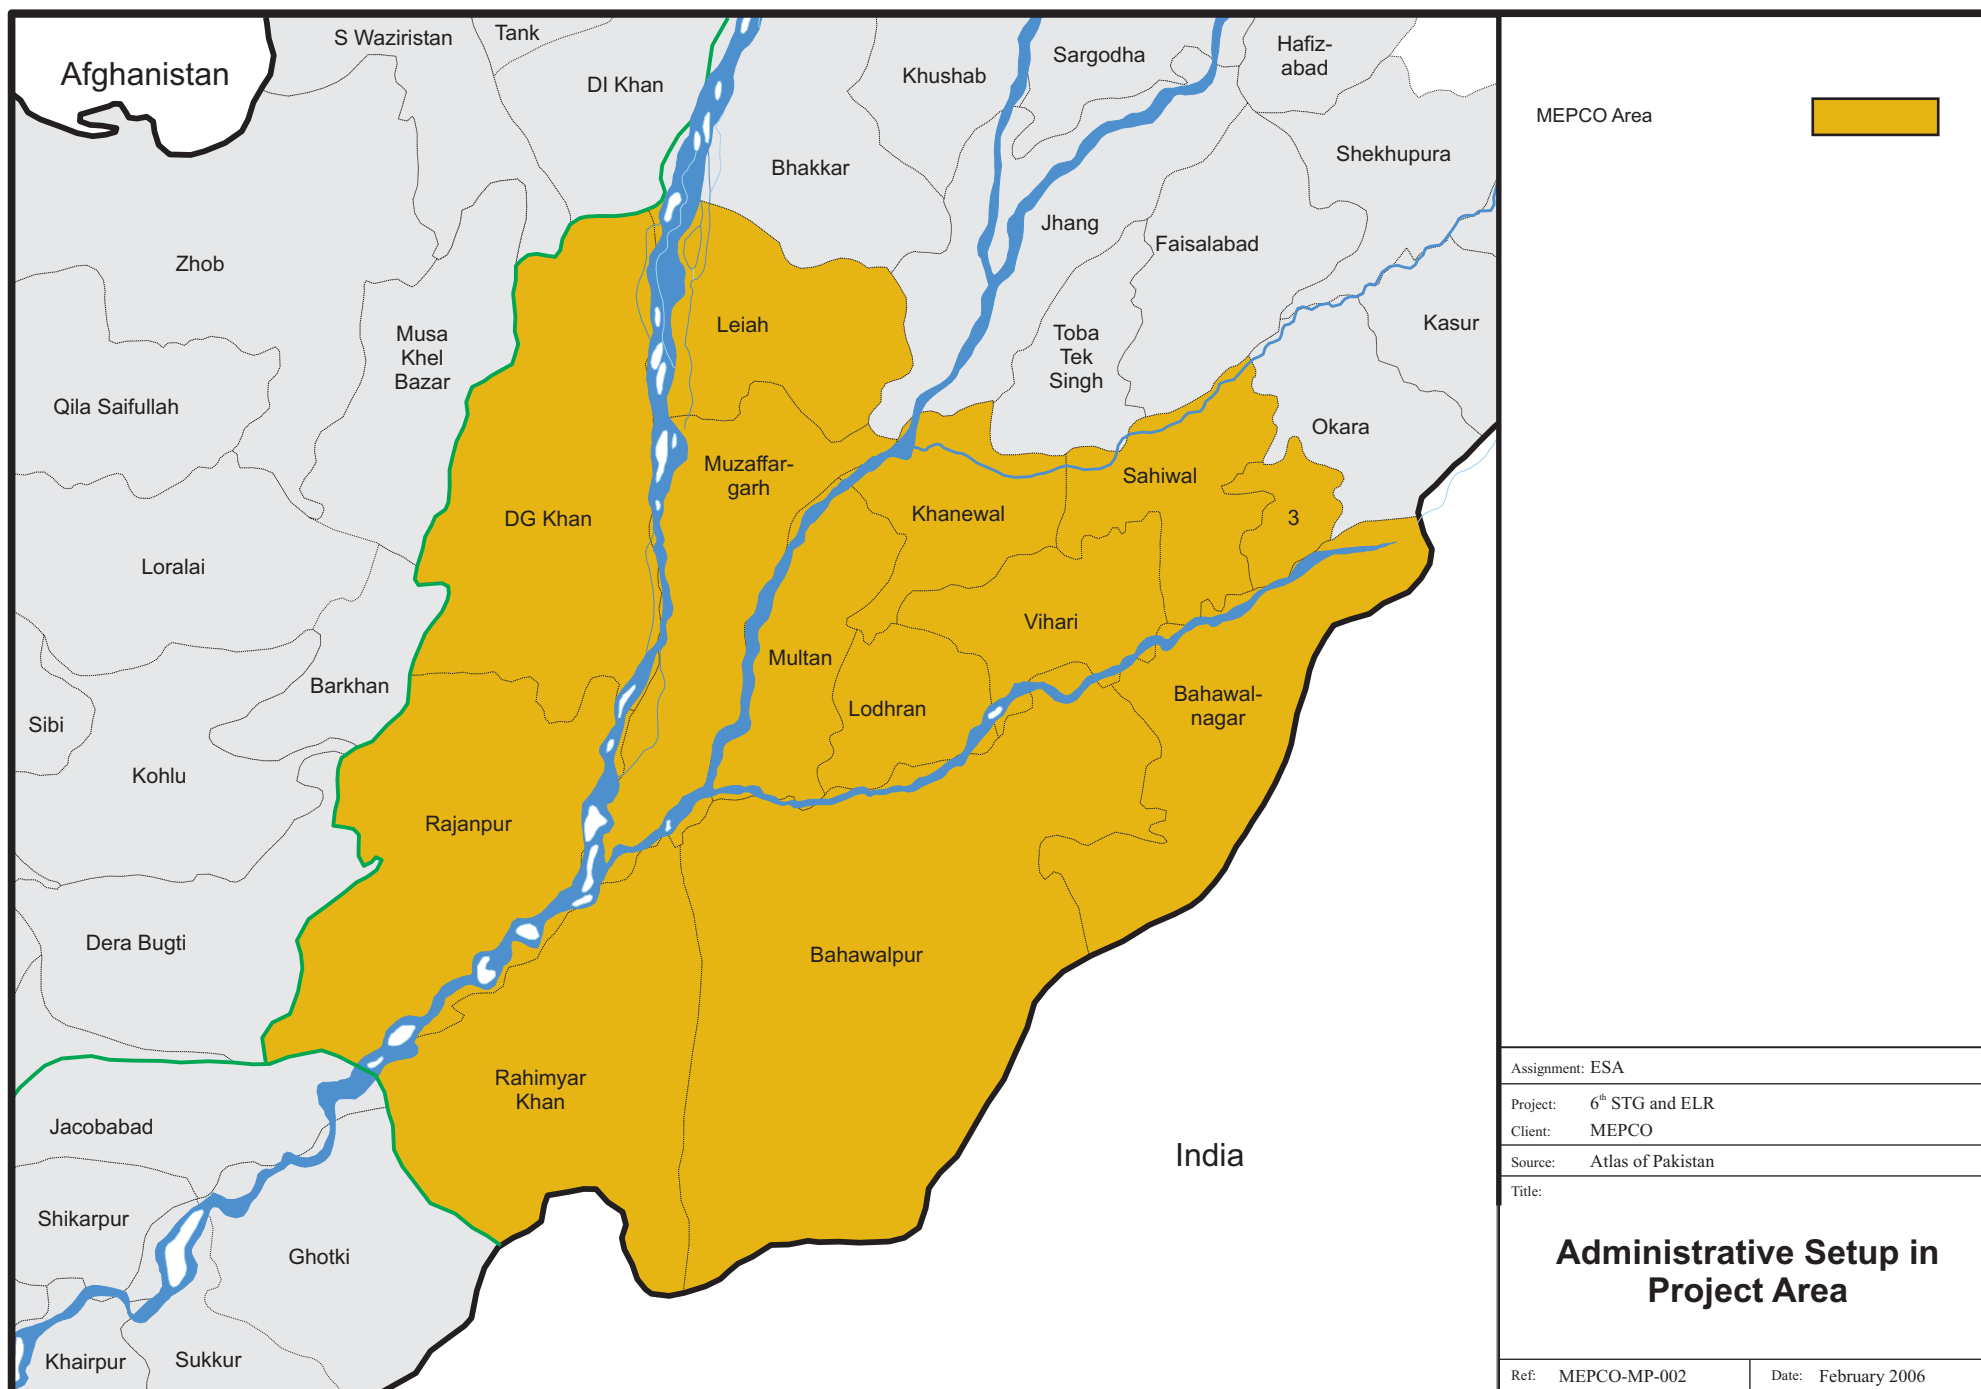 Afghanistan
S Waziristan
Tank
DI Khan
Khushab
Sargodha
Hafiz-
abad
Bhakkar
Shekhupura
Jhang
Faisalabad
Zhob
Musa
Khel
Bazar
Leiah
Toba
Tek
Singh
Kasur
Qila Saifullah
Okara
Muzaffar-
garh
Sahiwal
DG Khan
Khanewal
3
Loralai
Vihari
Multan
Barkhan
Lodhran
Bahawal-
nagar
Sibi
Kohlu
Rajanpur
Dera Bugti
Bahawalpur
Rahimyar
Khan
Jacobabad
India
Shikarpur
Ghotki
Khairpur
Sukkur
MEPCO Area
Assignment: ESA
Project: 6th STG and ELR
Client: MEPCO
Source: Atlas of Pakistan
Title:
Administrative Setup in
Project Area
Ref: MEPCO-MP-002
Date: February 2006